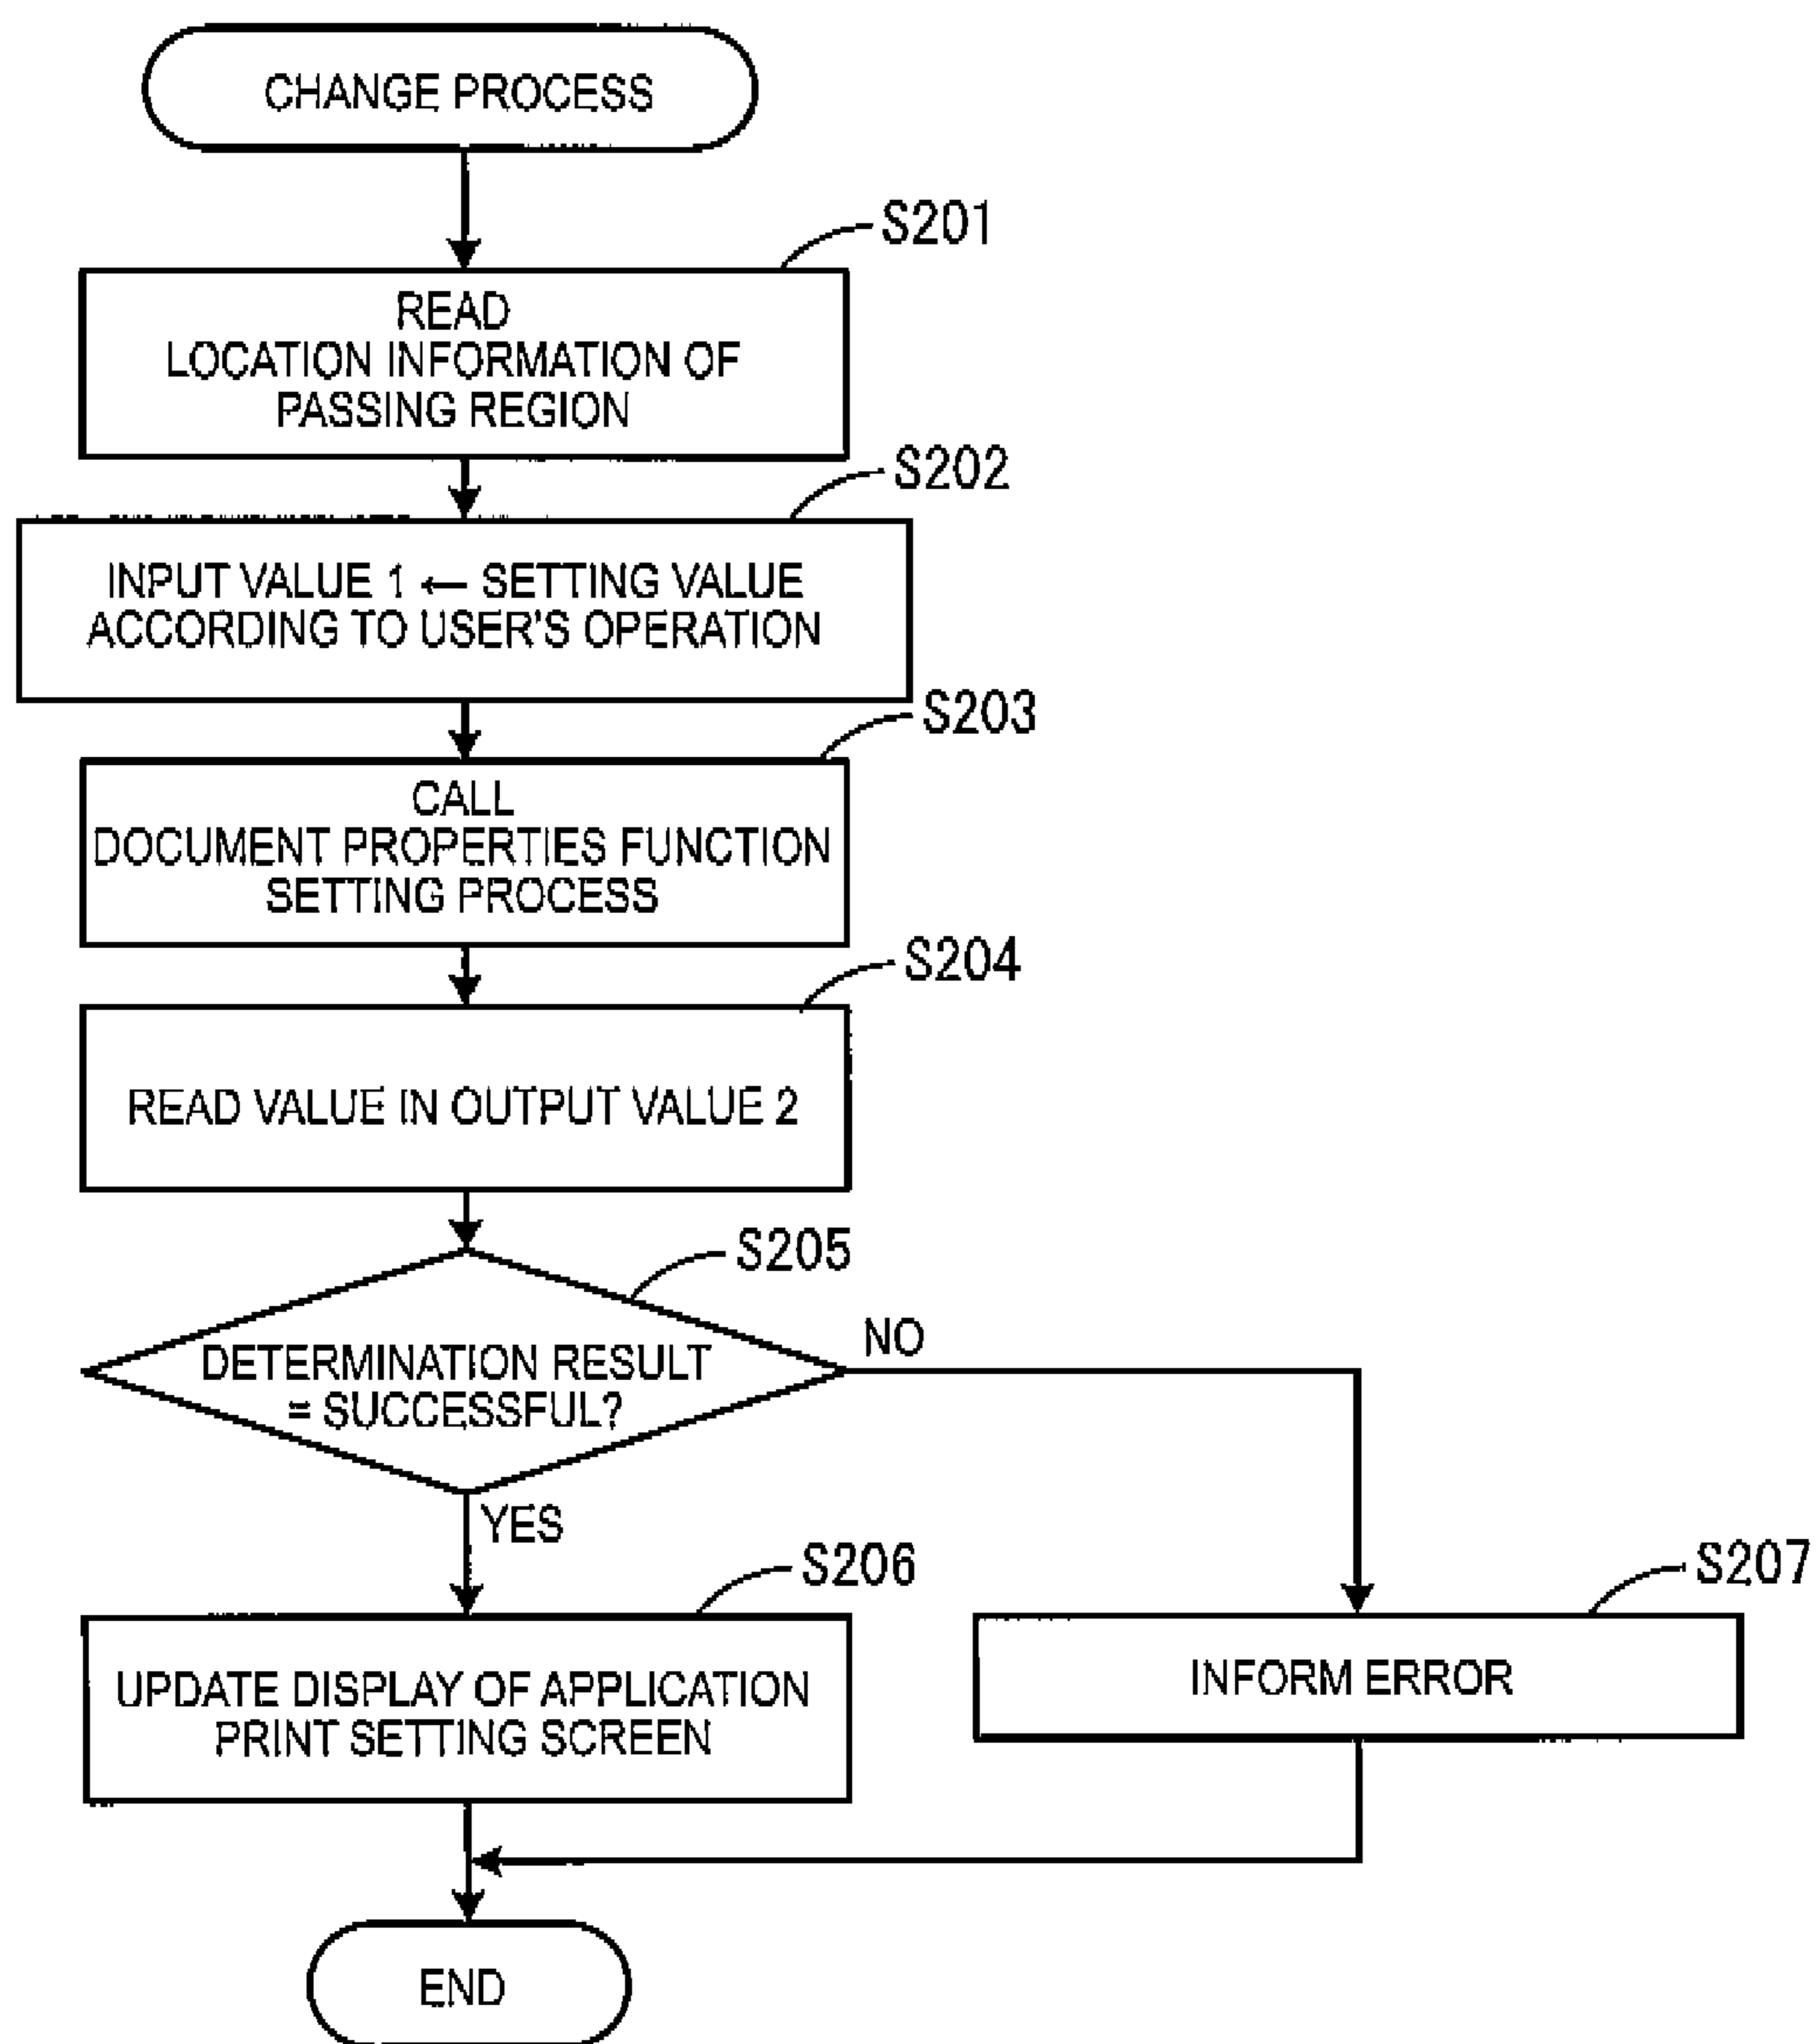 CHANGE PROCESS
S201
READ
LOCATION INFORMATION OF
PASSING REGION
S202
INPUT VALUE 1 ← SETTING VALUE
ACCORDING TO USER'S OPERATION
S203
CALL
DOCUMENT PROPERTIES FUNCTION
SETTING PROCESS
S204
READ VALUE IN OUTPUT VALUE 2
S205
DETERMINATION RESULT
= SUCCESSFUL?
NO
YES
S206
UPDATE DISPLAY OF APPLICATION
PRINT SETTING SCREEN
S207
INFORM ERROR
END